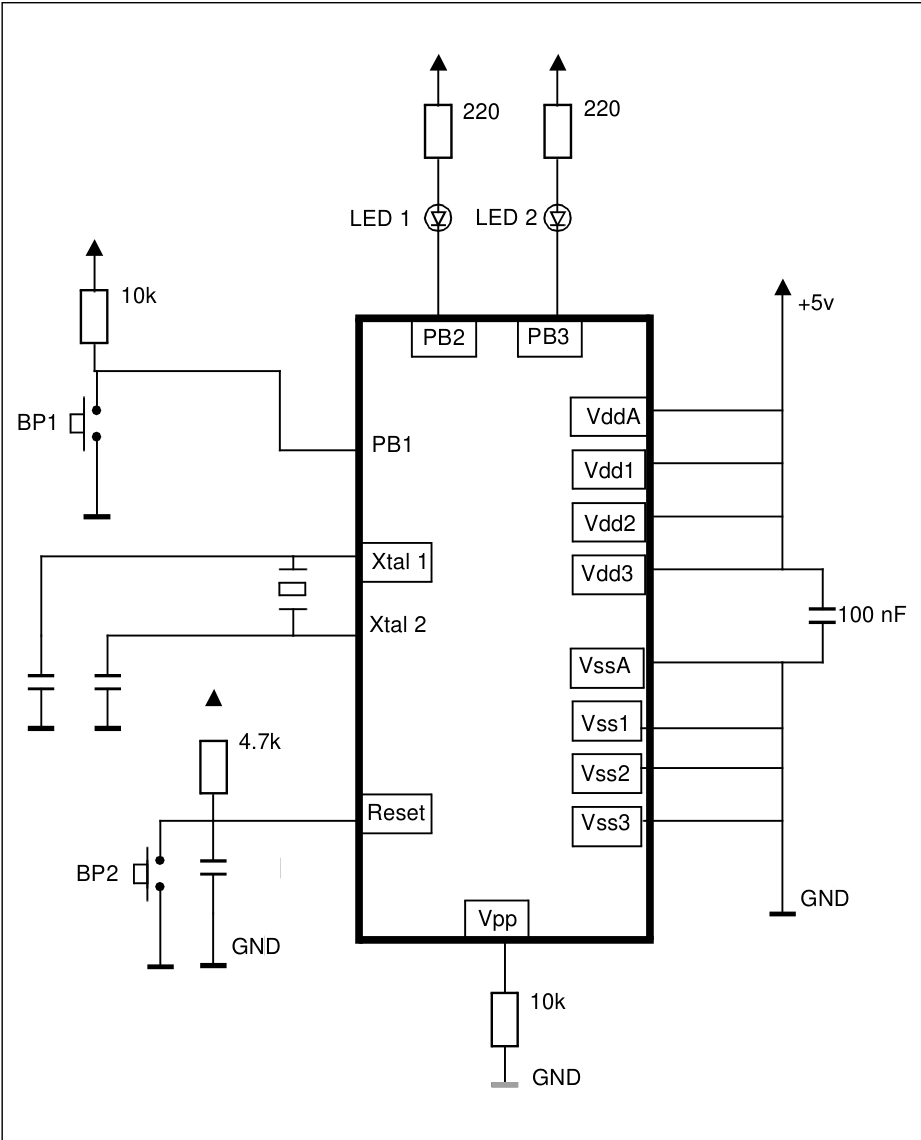 220
220
LED 1
LED 2
10k
+5v
PB2
PB3
BP1
PB1
VddA
Vdd1
Vdd2
Xtal 1
Vdd3
100 nF
Xtal 2
VssA
Vss1
4.7k
Vss2
Reset
Vss3
BP2
GND
Vpp
GND
10k
GND